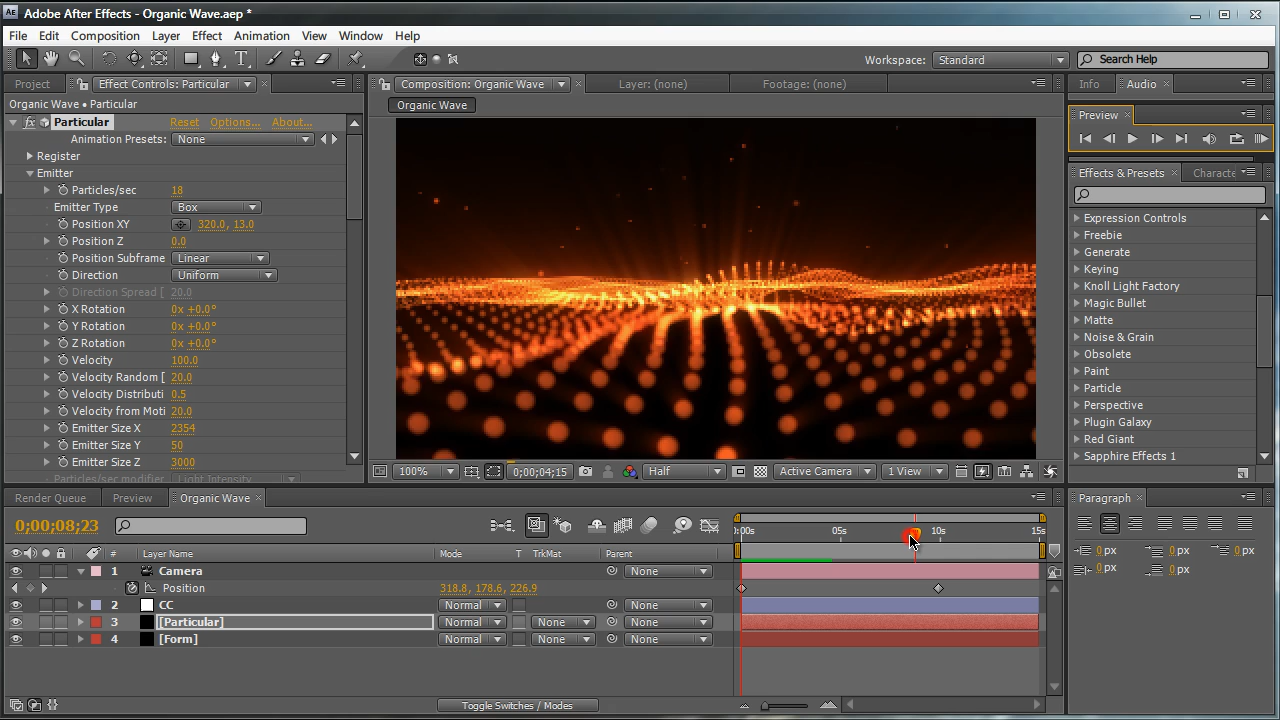 Adobe After Effects - Organic Wave.aep *
File Edit Composition Layer Effect Animation View Window Help
Workspace: Standard Search Help
Project Effect Controls: Particular
Organic Wave • Particular
Particular Reset Options... About...
Animation Presets: None
Register
Emitter
Particles/sec 18
Emitter Type Box
Position XY 320.0, 13.0
Position Z 0.0
Position Subframe Linear
Direction Uniform
Direction Spread [ 20.0
X Rotation 0x +0.0°
Y Rotation 0x +0.0°
Z Rotation 0x +0.0°
Velocity 100.0
Velocity Random [ 20.0
Velocity Distributi 0.5
Velocity from Moti 20.0
Emitter Size X 2354
Emitter Size Y 50
Emitter Size Z 3000
Particles/sec modifier Light Intensity
Composition: Organic Wave Layer: (none) Footage: (none)
Organic Wave
100% 0;00;04;15 Half Active Camera 1 View
Info Audio
Preview
Effects & Presets Characte
Expression Controls
Freebie
Generate
Keying
Knoll Light Factory
Magic Bullet
Matte
Noise & Grain
Obsolete
Paint
Particle
Perspective
Plugin Galaxy
Red Giant
Sapphire Effects 1
Render Queue Preview Organic Wave
0;00;08;23
0:00s 05s 10s 15s
# Layer Name Mode T TrkMat Parent
1 Camera None
Position 318.8, 178.6, 226.9
2 CC Normal None
3 [Particular] Normal None None
4 [Form] Normal None None
Toggle Switches / Modes
Paragraph
0 px 0 px 0 px
0 px 0 px